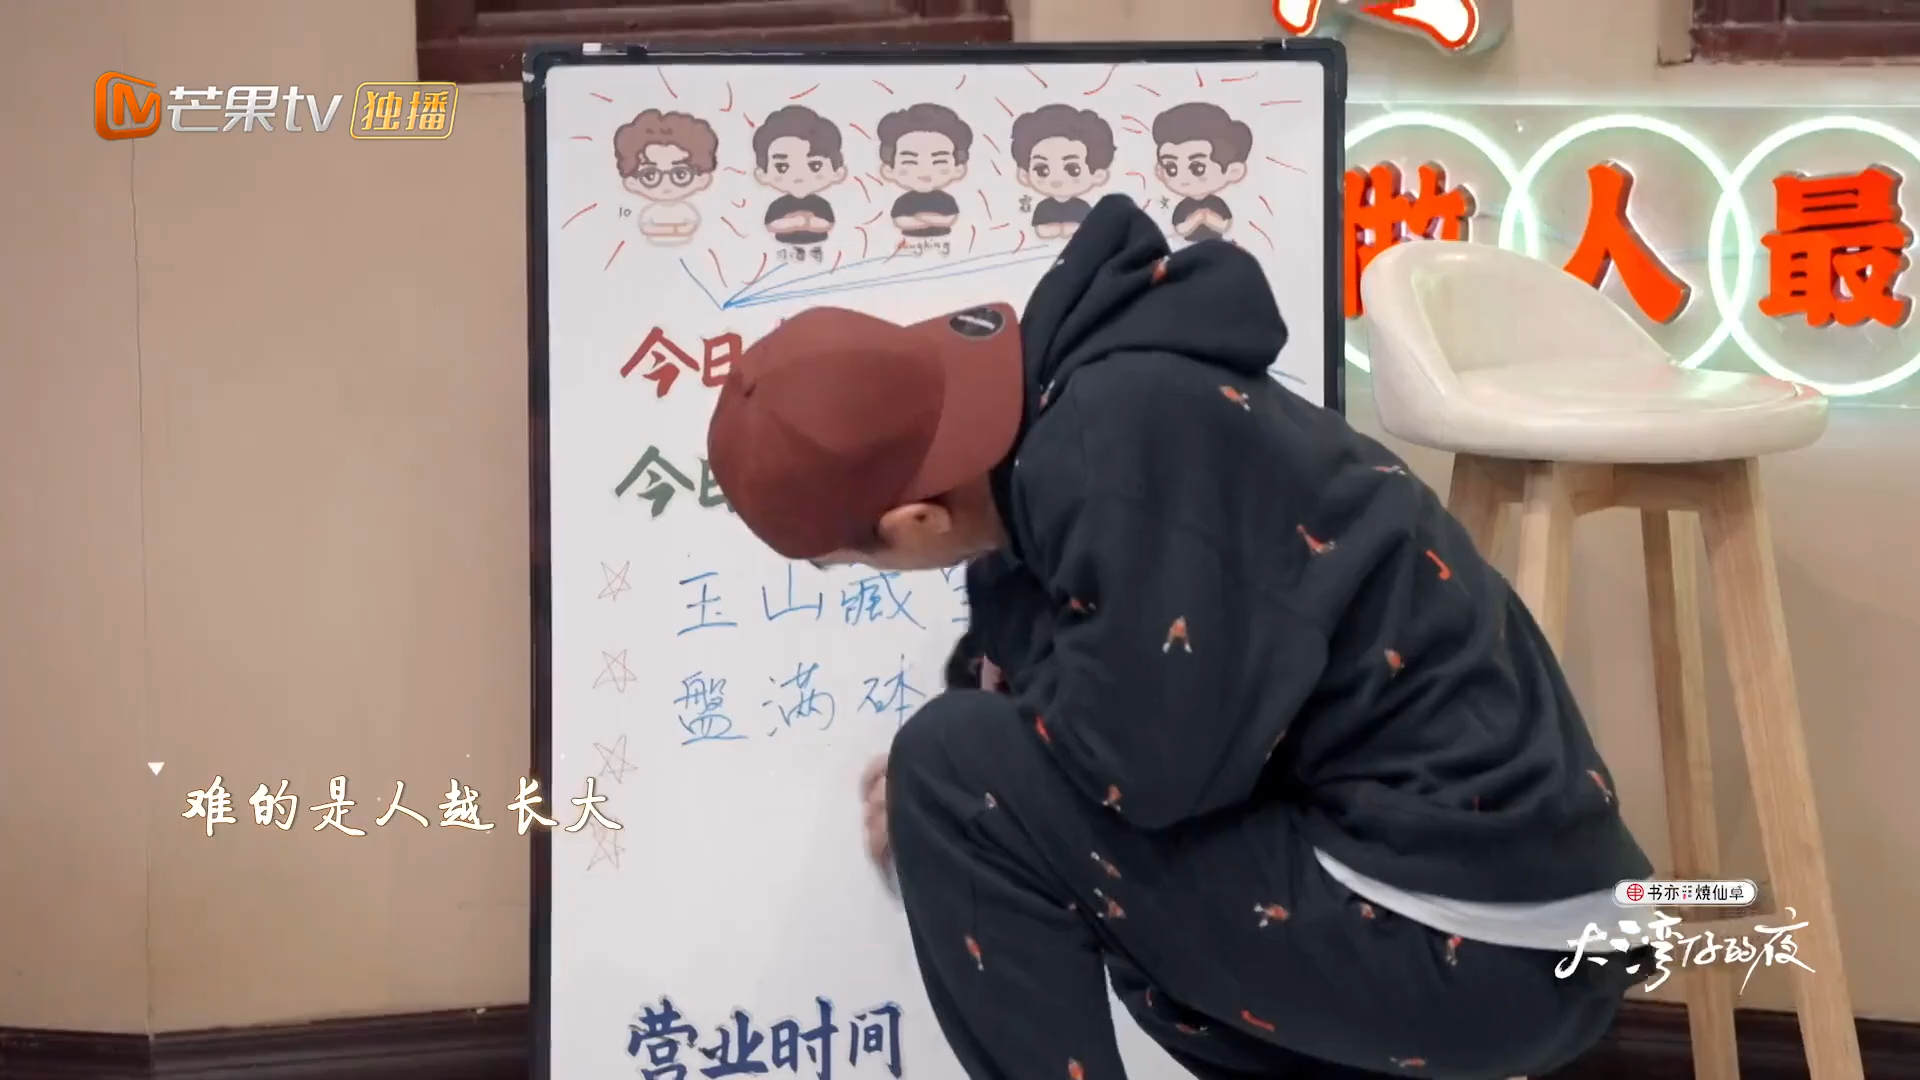 芒果tv 独播
做人最
今日
今日
玉山藏
盤满砵
难的是人越长大
书亦烧仙草
大湾仔的夜
营业时间